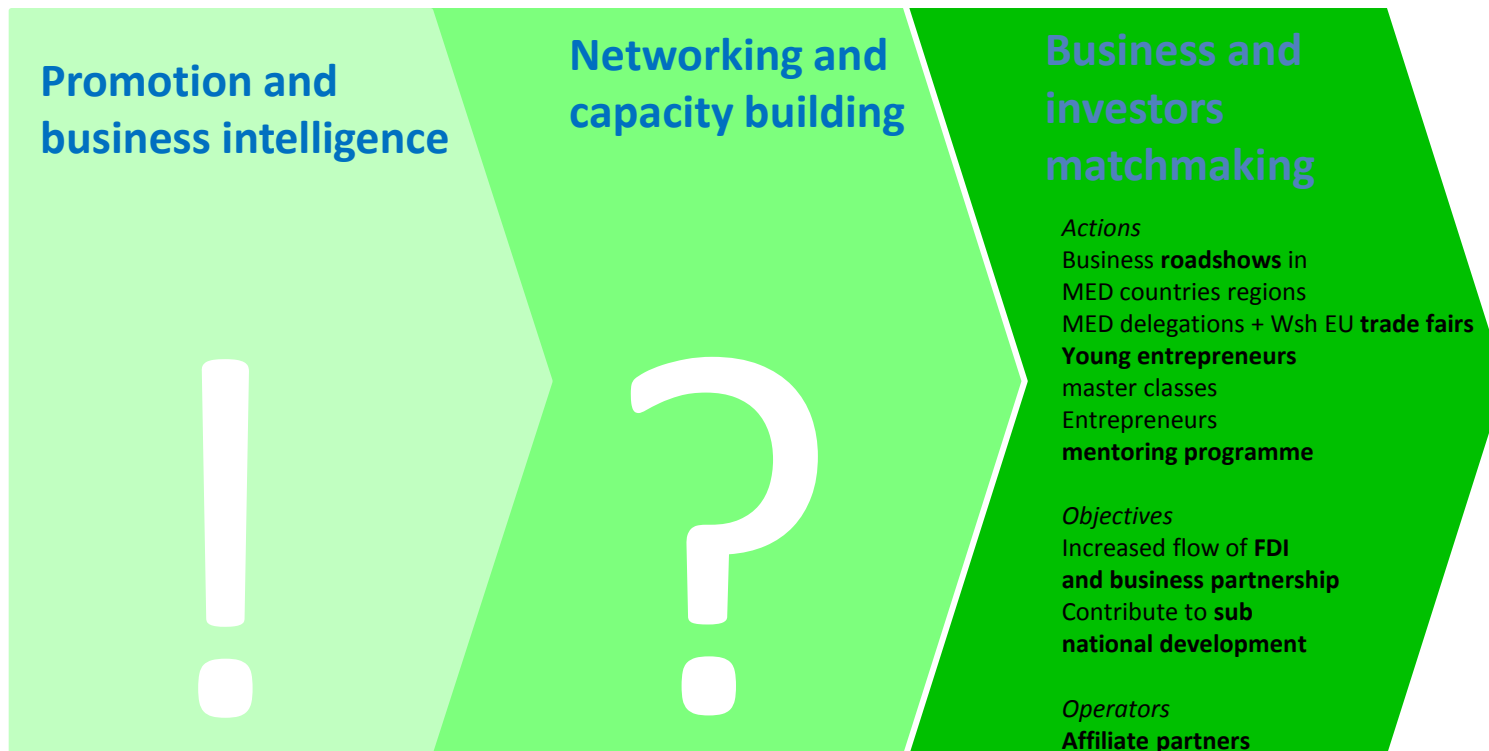 Promotion and
business intelligence
!
Networking and
capacity building
?
Business and
investors
matchmaking
Actions
Business roadshows in
MED countries regions
MED delegations + Wsh EU trade fairs
Young entrepreneurs
master classes
Entrepreneurs
mentoring programme
Objectives
Increased flow of FDI
and business partnership
Contribute to sub
national development
Operators
Affiliate partners